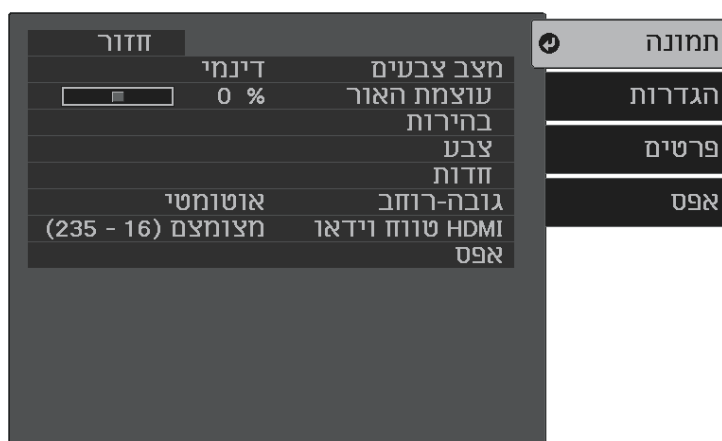 תמונה
הגדרות
פרטים
אפס
חזור
מצב צבעים דינמי
עוצמת האור 0 %
בהירות
צבע
חדות
גובה-רוחב אוטומטי
HDMI טווח וידאו מצומצם (16 - 235)
אפס